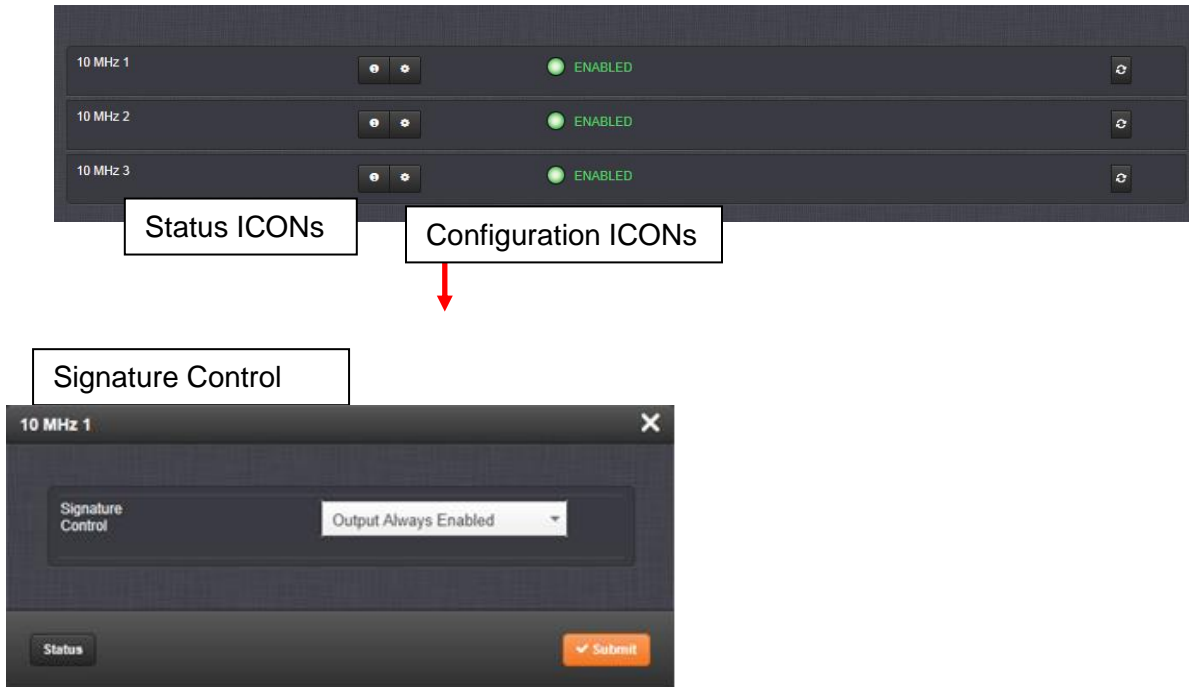 10 MHz 1
ENABLED
10 MHz 2
ENABLED
10 MHz 3
ENABLED
Status ICONs
Configuration ICONs
Signature Control
10 MHz 1
Signature
Control
Output Always Enabled
Status
Submit